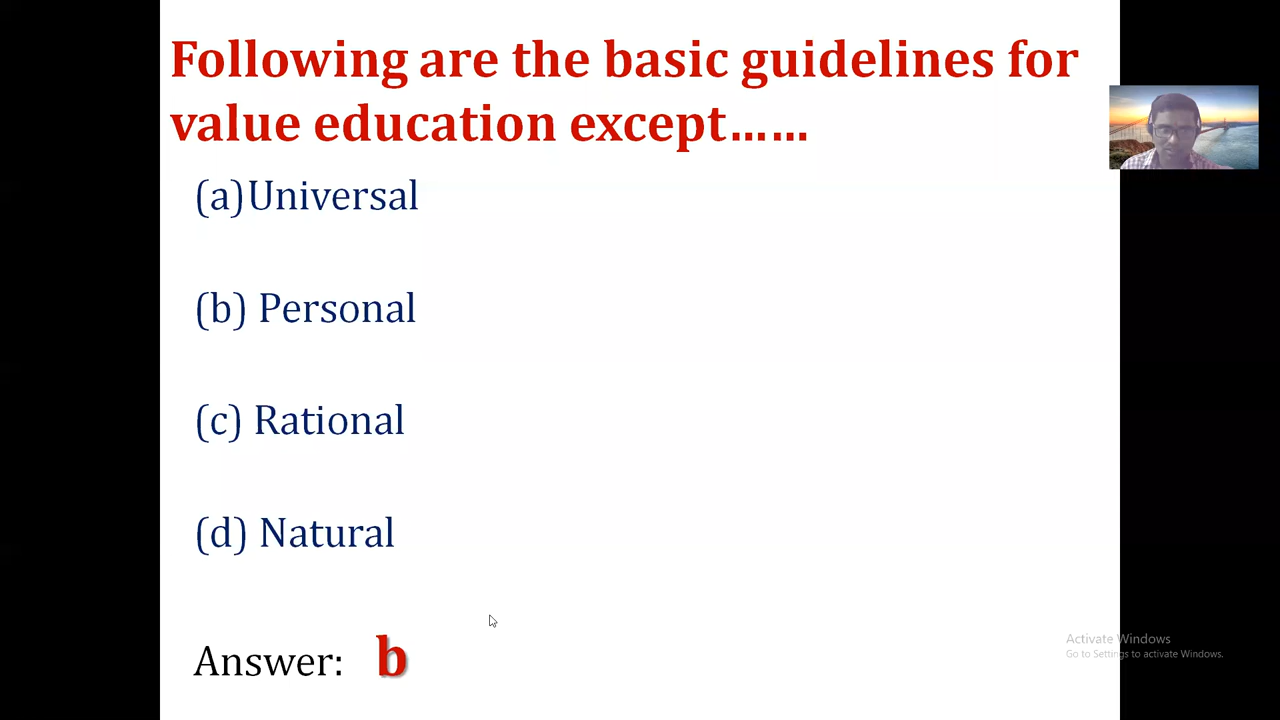 Following are the basic guidelines for
value education except……
(a)Universal
(b) Personal
(c) Rational
(d) Natural
Answer: b
Activate Windows
Go to Settings to activate Windows.